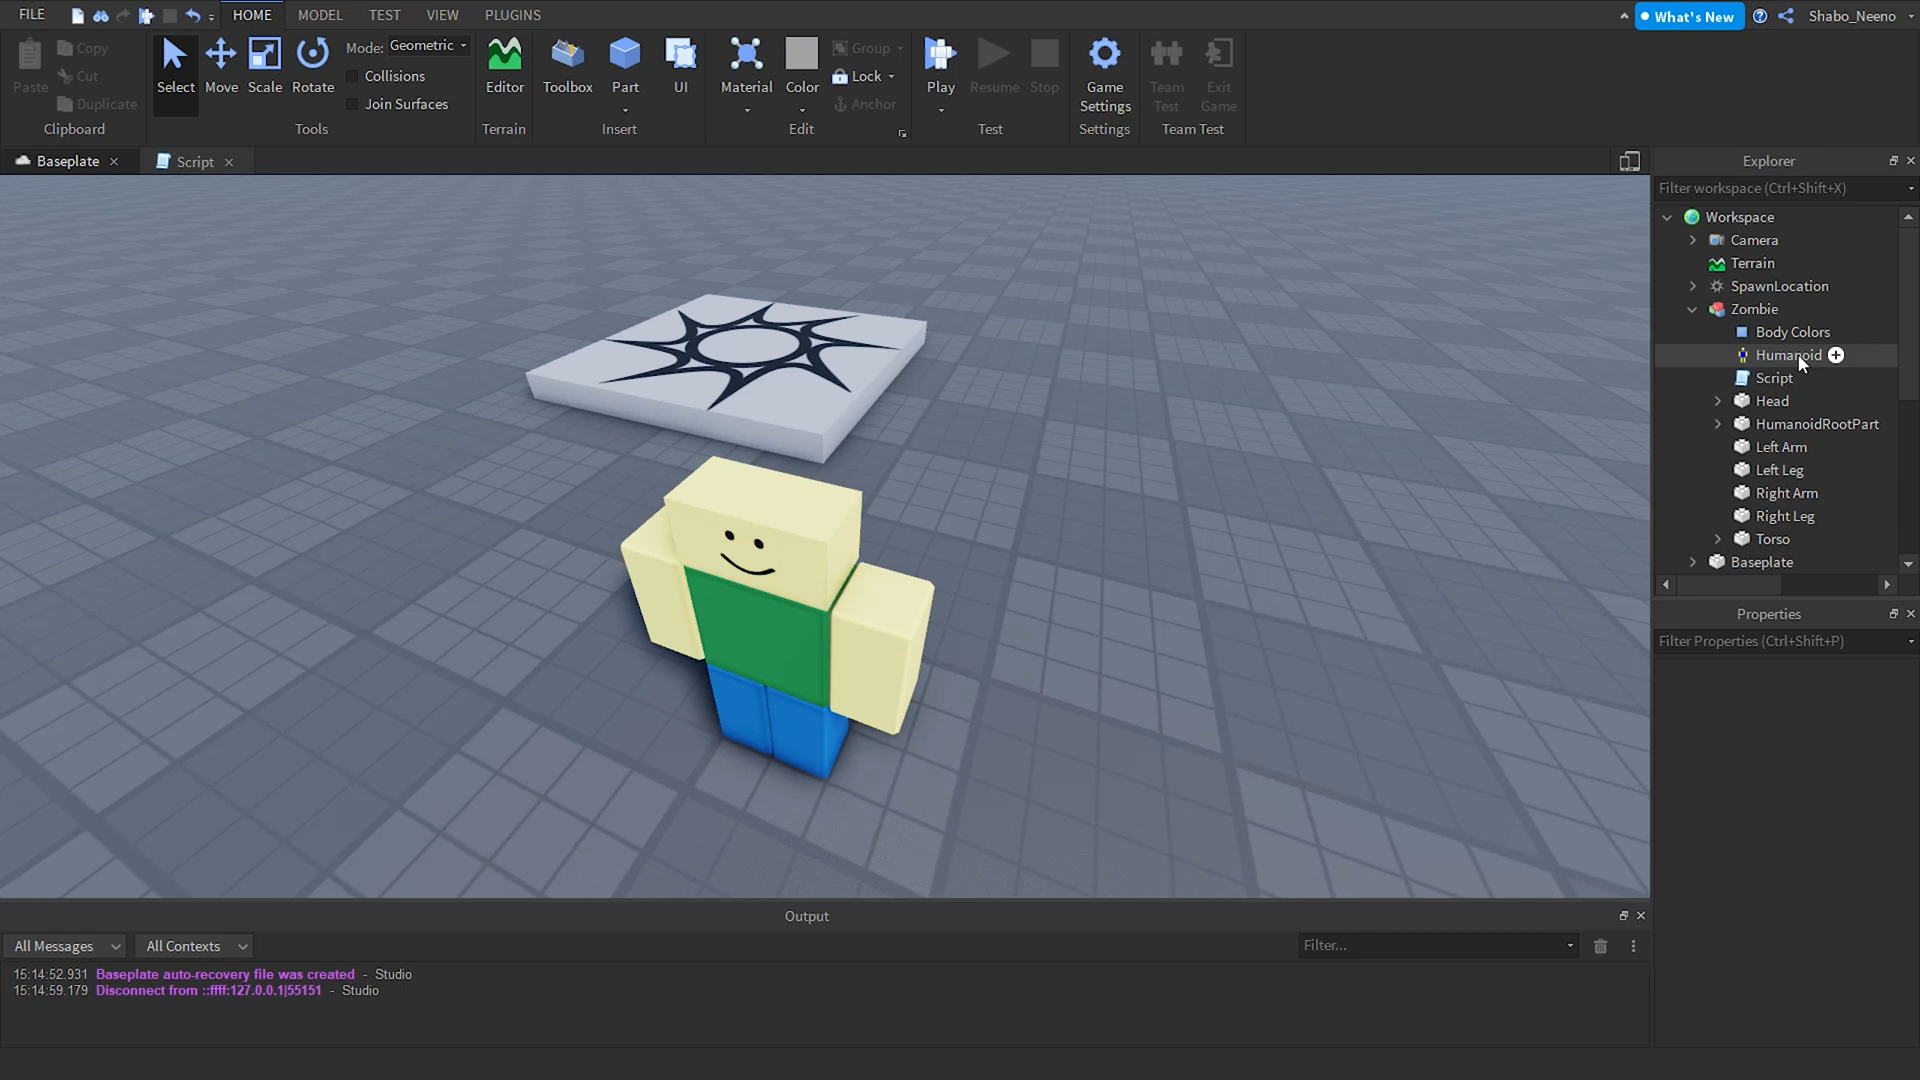 FILE HOME MODEL TEST VIEW PLUGINS What's New Shabo_Neeno
Paste Copy Cut Duplicate
Clipboard
Select Move Scale Rotate
Mode: Geometric
Collisions
Join Surfaces
Tools
Editor
Terrain
Toolbox Part UI
Insert
Material Color Group Lock Anchor
Edit
Play Resume Stop
Test
Game Settings
Settings
Team Test Exit Game
Team Test
Baseplate Script
Explorer
Filter workspace (Ctrl+Shift+X)
Workspace
Camera
Terrain
SpawnLocation
Zombie
Body Colors
Humanoid
Script
Head
HumanoidRootPart
Left Arm
Left Leg
Right Arm
Right Leg
Torso
Baseplate
Properties
Filter Properties (Ctrl+Shift+P)
Output
All Messages All Contexts Filter...
15:14:52.931 Baseplate auto-recovery file was created - Studio
15:14:59.179 Disconnect from ::ffff:127.0.0.1|55151 - Studio